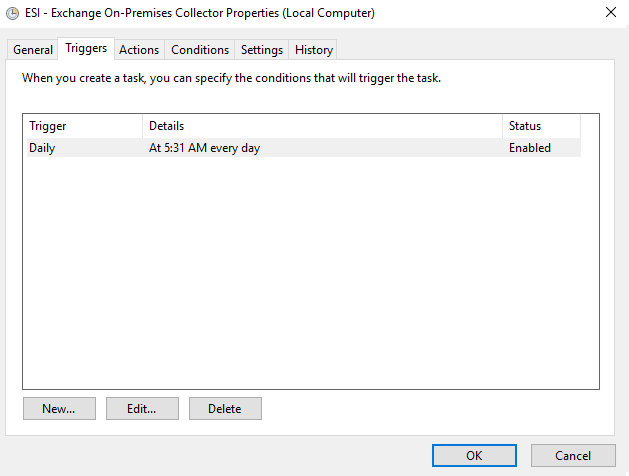 ESI - Exchange On-Premises Collector Properties (Local Computer)
General Triggers Actions Conditions Settings History
When you create a task, you can specify the conditions that will trigger the task.
Trigger Details Status
Daily At 5:31 AM every day Enabled
New... Edit... Delete
OK Cancel